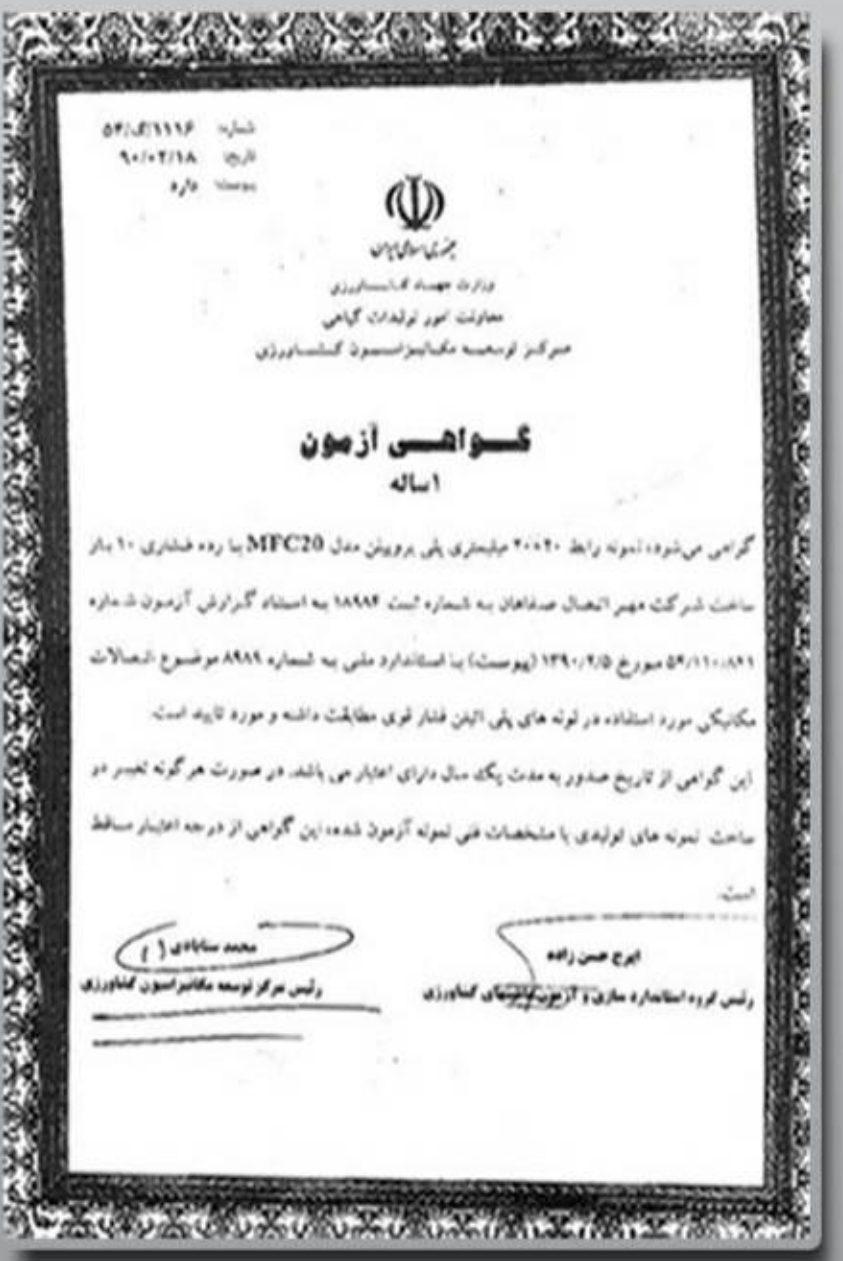 شماره: ۵۴/گ/۱۱۱۶
تاریخ: ۹۰/۰۲/۱۸
پیوست: دارد
جمهوری اسلامی ایران
وزارت جهاد کشاورزی
معاونت امور تولیدات گیاهی
مرکز توسعه مکانیزاسیون کشاورزی
گواهی آزمون
۱ساله
گواهی می‌شود، نمونه رابط ۲۰*۲۰ میلیمتری پلی پروپیلن مدل MFC20 با رده فشاری ۱۰ بار
ساخت شرکت مهر اتصال صفاهان به شماره ثبت ۱۸۹۸۴ به استناد گزارش آزمون شماره
۵۴/۱۱۰،۸۲۱ مورخ ۱۳۹۰/۲/۵ (پیوست) با استاندارد ملی به شماره ۸۹۸۹ موضوع اتصالات
مکانیکی مورد استفاده در لوله های پلی اتیلن فشار قوی مطابقت داشته و مورد تایید است.
این گواهی از تاریخ صدور به مدت یک سال دارای اعتبار می باشد. در صورت هر گونه تغییر در
ساخت نمونه های تولیدی با مشخصات فنی نمونه آزمون شده، این گواهی از درجه اعتبار ساقط
است.
ایرج حسن زاده
رئیس گروه استاندارد سازی و آزمون ماشینهای کشاورزی
محمد سنابادی
رئیس مرکز توسعه مکانیزاسیون کشاورزی